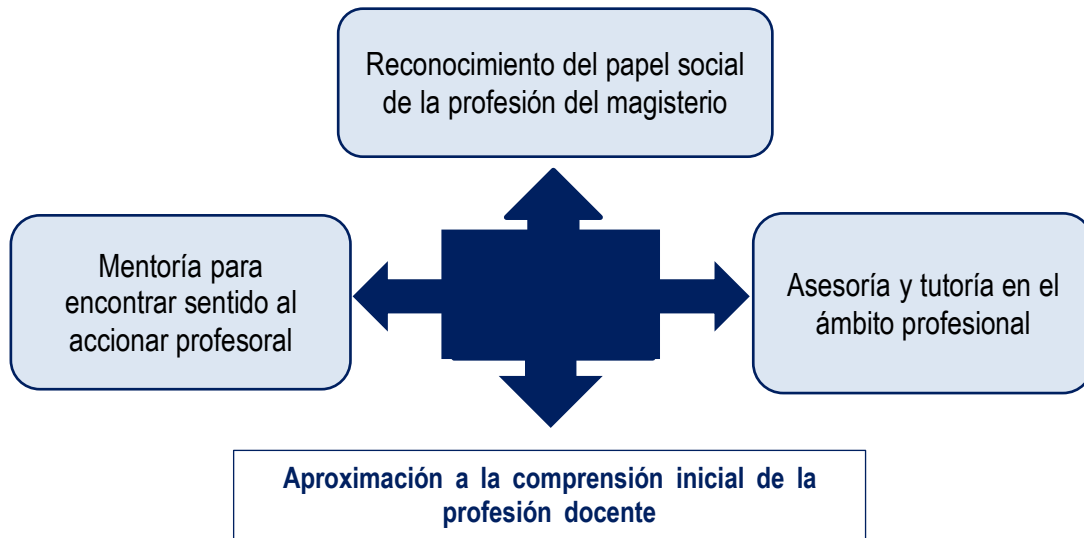 Reconocimiento del papel social
de la profesión del magisterio
Mentoría para
encontrar sentido al
accionar profesoral
Asesoría y tutoría en el
ámbito profesional
Aproximación a la comprensión inicial de la
profesión docente